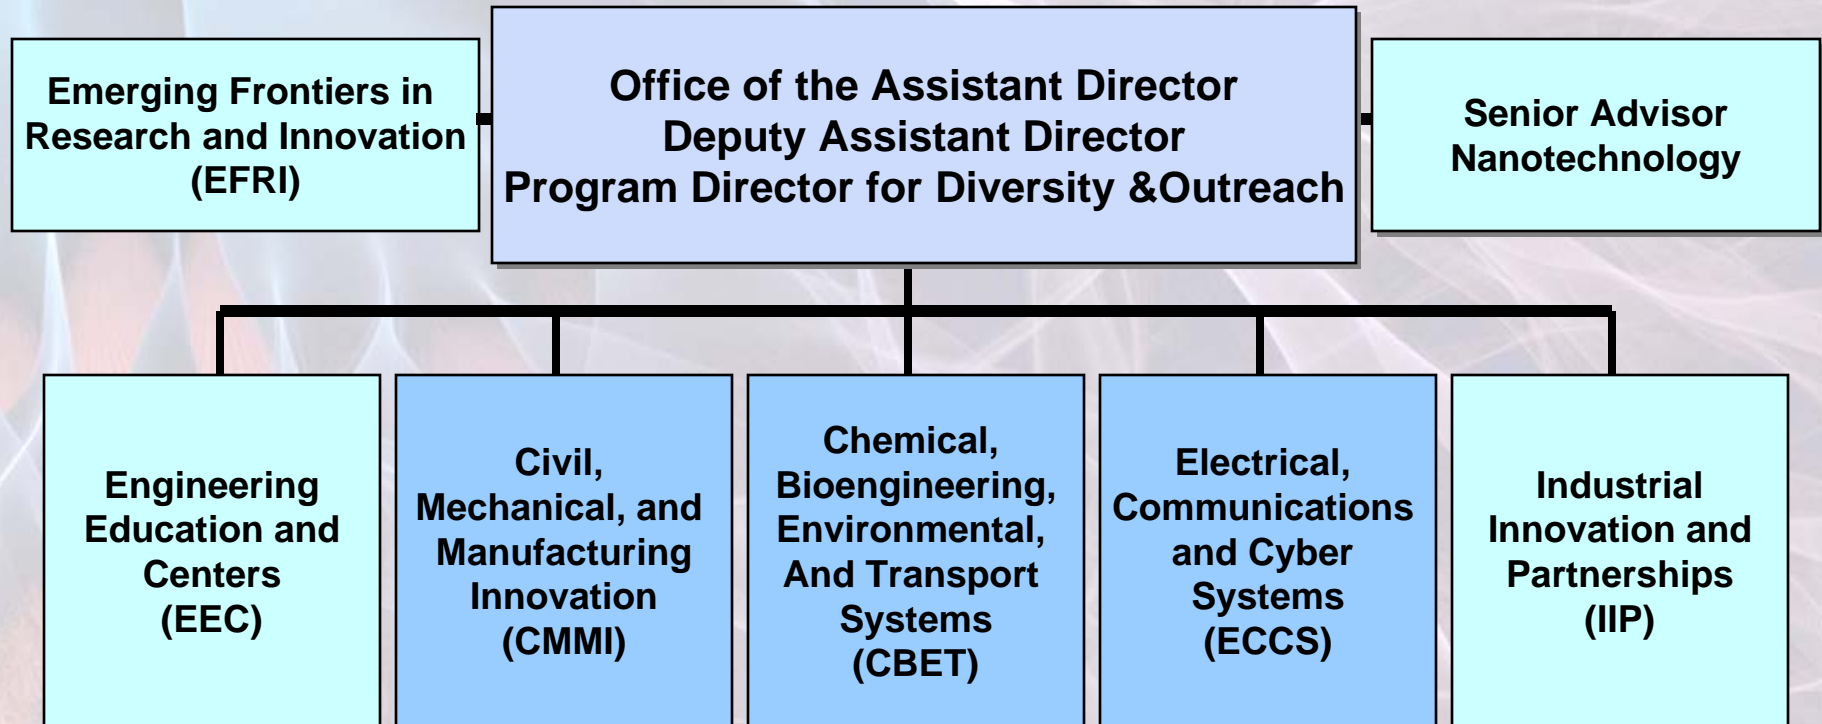 Emerging Frontiers in
Research and Innovation
(EFRI)
Office of the Assistant Director
Deputy Assistant Director
Program Director for Diversity &Outreach
Senior Advisor
Nanotechnology
Engineering
Education and
Centers
(EEC)
Civil,
Mechanical, and
Manufacturing
Innovation
(CMMI)
Chemical,
Bioengineering,
Environmental,
And Transport
Systems
(CBET)
Electrical,
Communications
and Cyber
Systems
(ECCS)
Industrial
Innovation and
Partnerships
(IIP)